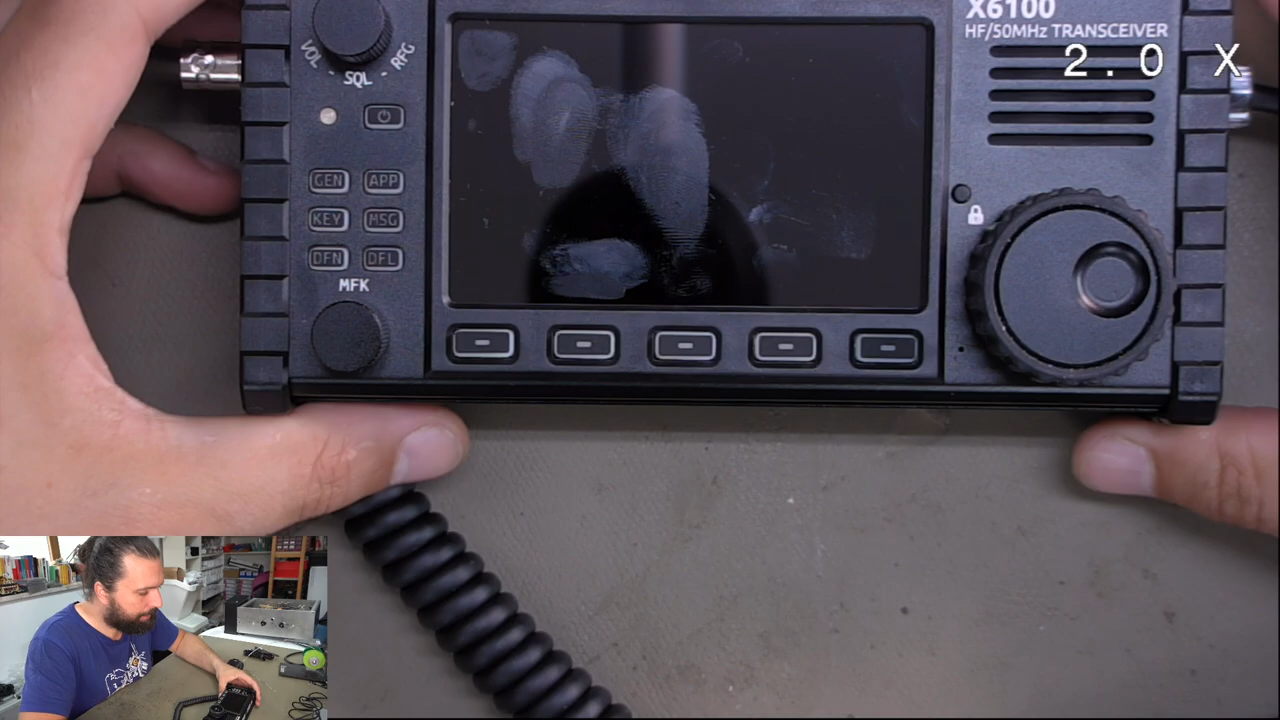 X6100
HF/50MHz TRANSCEIVER
2.0 X
VOL - SQL - RFG
GEN APP
KEY MSG
DFN DFL
MFK